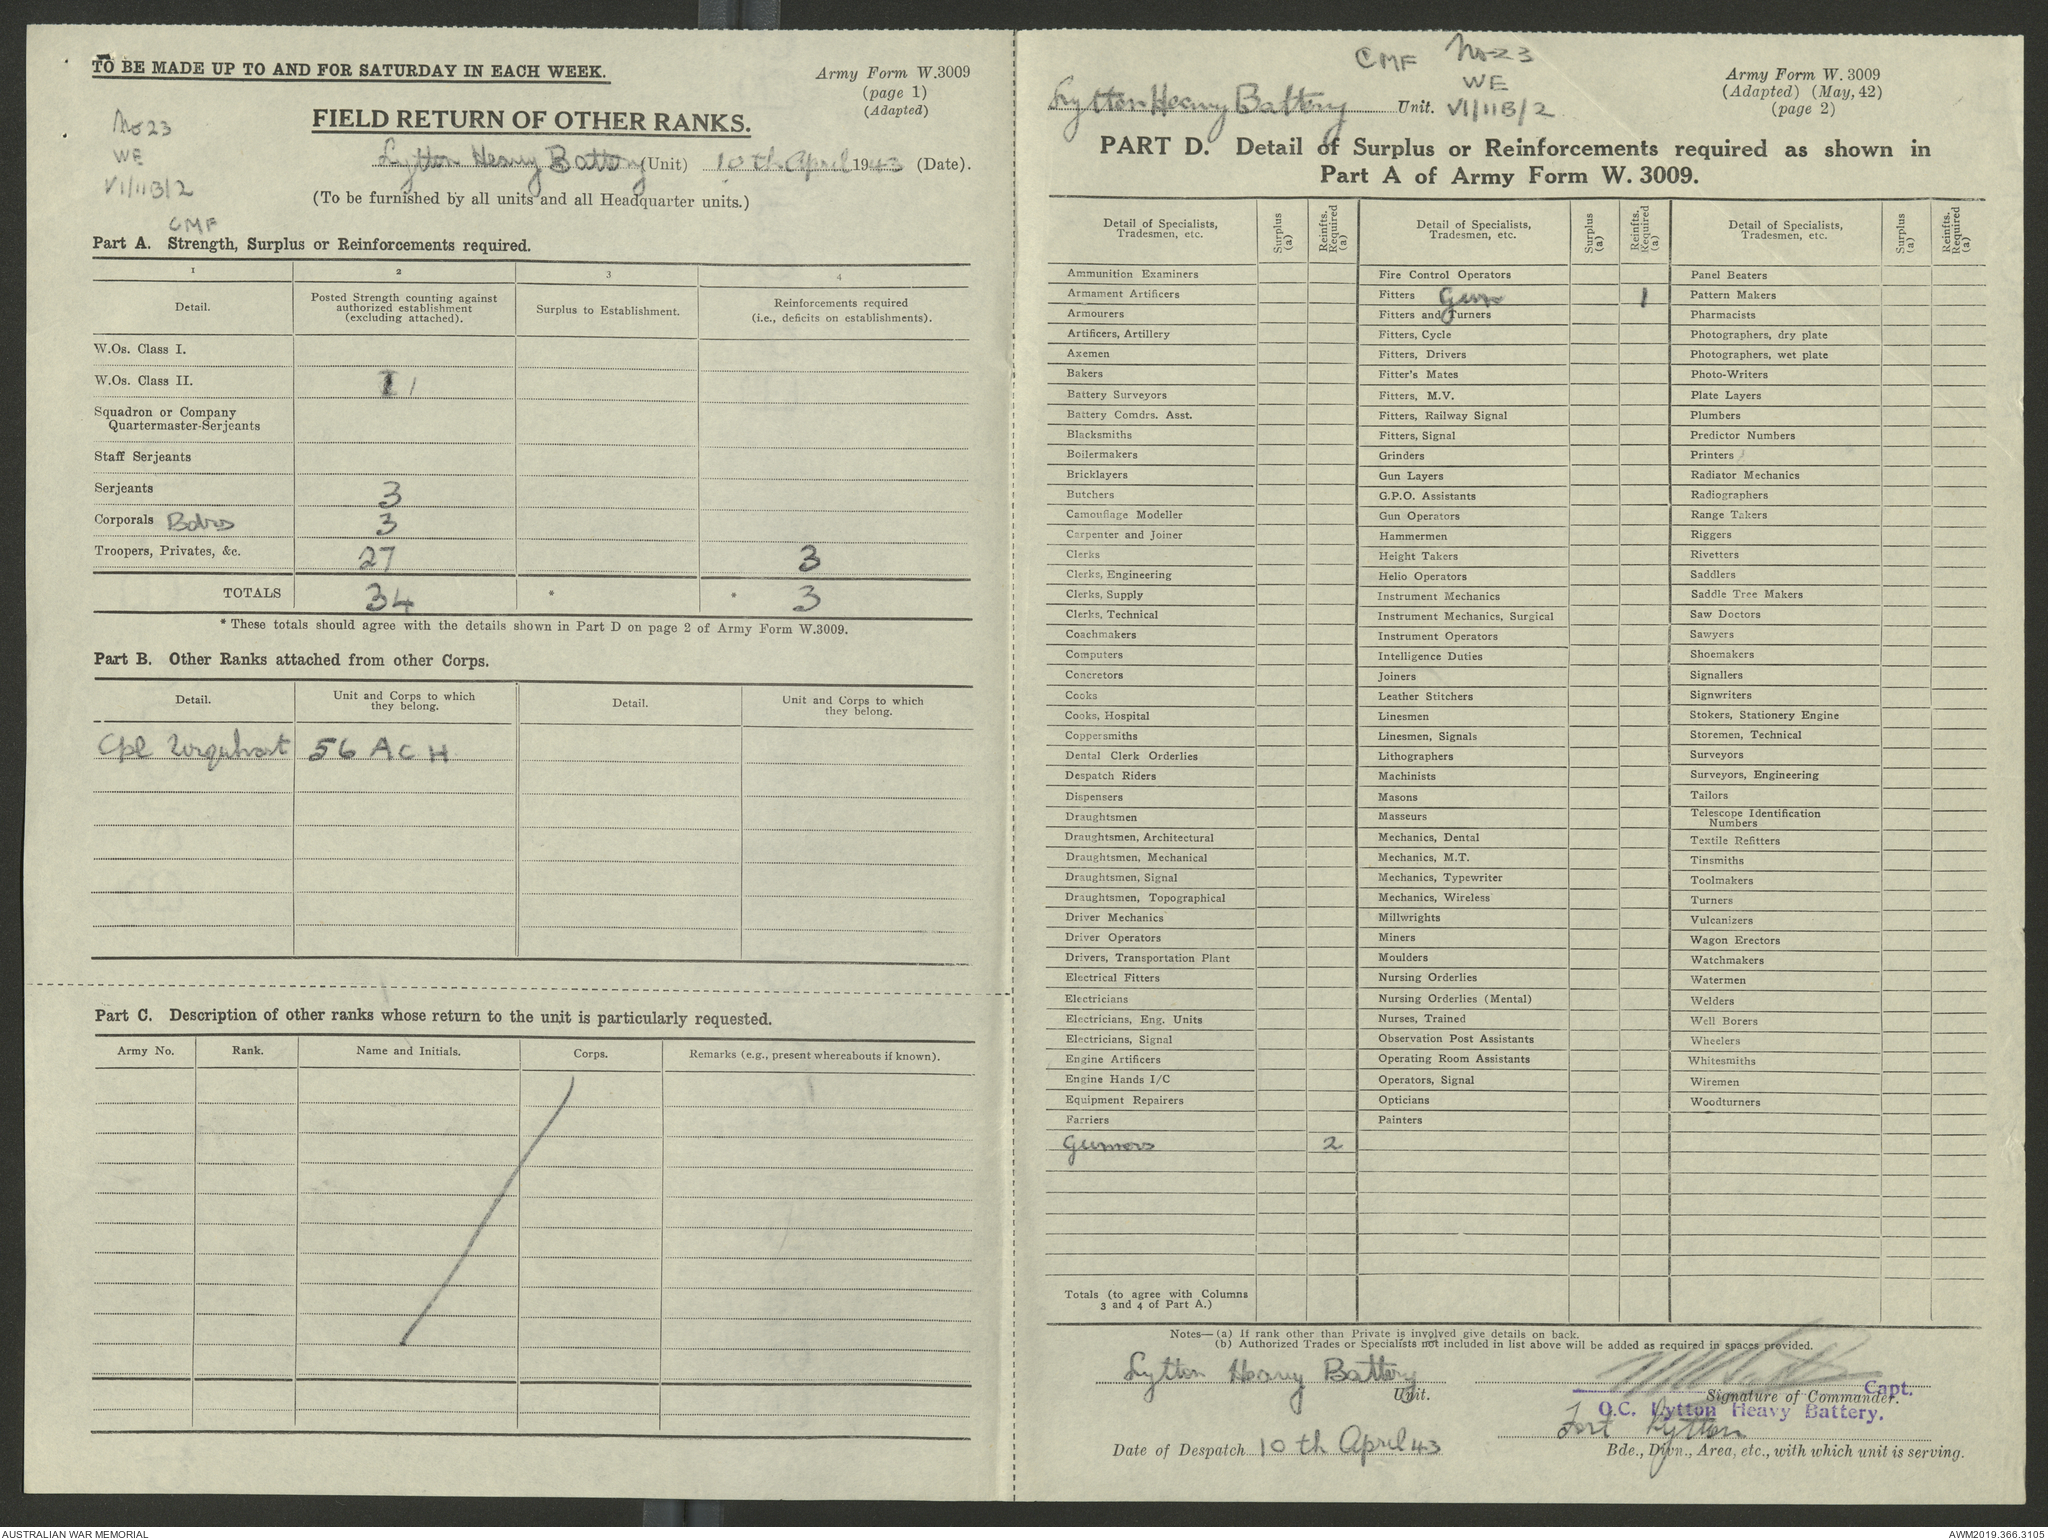 TO BE MADE UP TO AND FOR SATURDAY IN EACH WEEK.
Army Form W.3009
(page 1)
(Adapted)
No 23
WE
VI/11B/2
CMF
FIELD RETURN OF OTHER RANKS.
Lytton Heavy Battery (Unit) 10th April 1943 (Date).
(To be furnished by all units and all Headquarter units.)
Part A. Strength, Surplus or Reinforcements required.
1 2 3 4
Detail. Posted Strength counting against authorized establishment (excluding attached). Surplus to Establishment. Reinforcements required (i.e., deficits on establishments).
W.Os. Class I.
W.Os. Class II. 1 1
Squadron or Company
Quartermaster-Serjeants
Staff Serjeants
Serjeants 3
Corporals Bdrs 3
Troopers, Privates, &c. 27 3
TOTALS 34 * * 3
* These totals should agree with the details shown in Part D on page 2 of Army Form W.3009.
Part B. Other Ranks attached from other Corps.
Detail. Unit and Corps to which they belong. Detail. Unit and Corps to which they belong.
Cpl Urquhart 56 A C H
Part C. Description of other ranks whose return to the unit is particularly requested.
Army No. Rank. Name and Initials. Corps. Remarks (e.g., present whereabouts if known).
CMF No 23
WE
VI/11B/2
Lytton Heavy Battery Unit.
Army Form W. 3009
(Adapted) (May, 42)
(page 2)
PART D. Detail of Surplus or Reinforcements required as shown in
Part A of Army Form W. 3009.
Detail of Specialists, Tradesmen, etc. Surplus (a) Reinfts. Required (a) Detail of Specialists, Tradesmen, etc. Surplus (a) Reinfts. Required (a) Detail of Specialists, Tradesmen, etc. Surplus (a) Reinfts. Required (a)
Ammunition Examiners Fire Control Operators Panel Beaters
Armament Artificers Fitters Gun 1 Pattern Makers
Armourers Fitters and Turners Pharmacists
Artificers, Artillery Fitters, Cycle Photographers, dry plate
Axemen Fitters, Drivers Photographers, wet plate
Bakers Fitter's Mates Photo-Writers
Battery Surveyors Fitters, M.V. Plate Layers
Battery Comdrs. Asst. Fitters, Railway Signal Plumbers
Blacksmiths Fitters, Signal Predictor Numbers
Boilermakers Grinders Printers
Bricklayers Gun Layers Radiator Mechanics
Butchers G.P.O. Assistants Radiographers
Camouflage Modeller Gun Operators Range Takers
Carpenter and Joiner Hammermen Riggers
Clerks Height Takers Rivetters
Clerks, Engineering Helio Operators Saddlers
Clerks, Supply Instrument Mechanics Saddle Tree Makers
Clerks, Technical Instrument Mechanics, Surgical Saw Doctors
Coachmakers Instrument Operators Sawyers
Computers Intelligence Duties Shoemakers
Concretors Joiners Signallers
Cooks Leather Stitchers Signwriters
Cooks, Hospital Linesmen Stokers, Stationery Engine
Coppersmiths Linesmen, Signals Storemen, Technical
Dental Clerk Orderlies Lithographers Surveyors
Despatch Riders Machinists Surveyors, Engineering
Dispensers Masons Tailors
Draughtsmen Masseurs Telescope Identification Numbers
Draughtsmen, Architectural Mechanics, Dental Textile Refitters
Draughtsmen, Mechanical Mechanics, M.T. Tinsmiths
Draughtsmen, Signal Mechanics, Typewriter Toolmakers
Draughtsmen, Topographical Mechanics, Wireless Turners
Driver Mechanics Millwrights Vulcanizers
Driver Operators Miners Wagon Erectors
Drivers, Transportation Plant Moulders Watchmakers
Electrical Fitters Nursing Orderlies Watermen
Electricians Nursing Orderlies (Mental) Welders
Electricians, Eng. Units Nurses, Trained Well Borers
Electricians, Signal Observation Post Assistants Wheelers
Engine Artificers Operating Room Assistants Whitesmiths
Engine Hands I/C Operators, Signal Wiremen
Equipment Repairers Opticians Woodturners
Farriers Painters
Gunners 2
Totals (to agree with Columns
3 and 4 of Part A.)
Notes—(a) If rank other than Private is involved give details on back.
(b) Authorized Trades or Specialists not included in list above will be added as required in spaces provided.
Lytton Heavy Battery
Unit.
Capt.
Signature of Commander.
O.C. Lytton Heavy Battery.
Fort Lytton
Date of Despatch 10th April 43
Bde., Divn., Area, etc., with which unit is serving.
AUSTRALIAN WAR MEMORIAL
AWM2019.366.3105